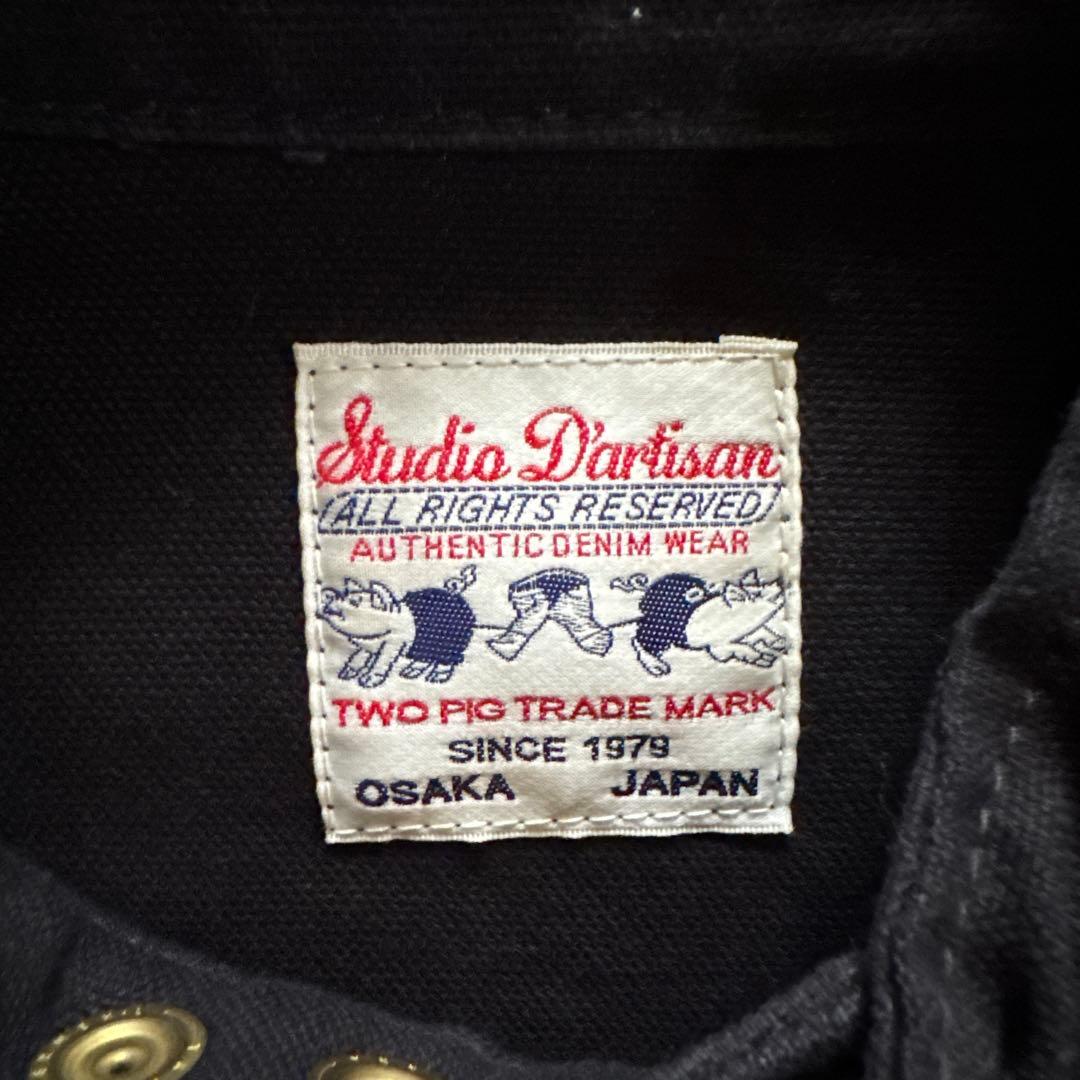 Studio D'artisan
(ALL RIGHTS RESERVED)
AUTHENTIC DENIM WEAR
TWO PIG TRADE MARK
SINCE 1979
OSAKA JAPAN